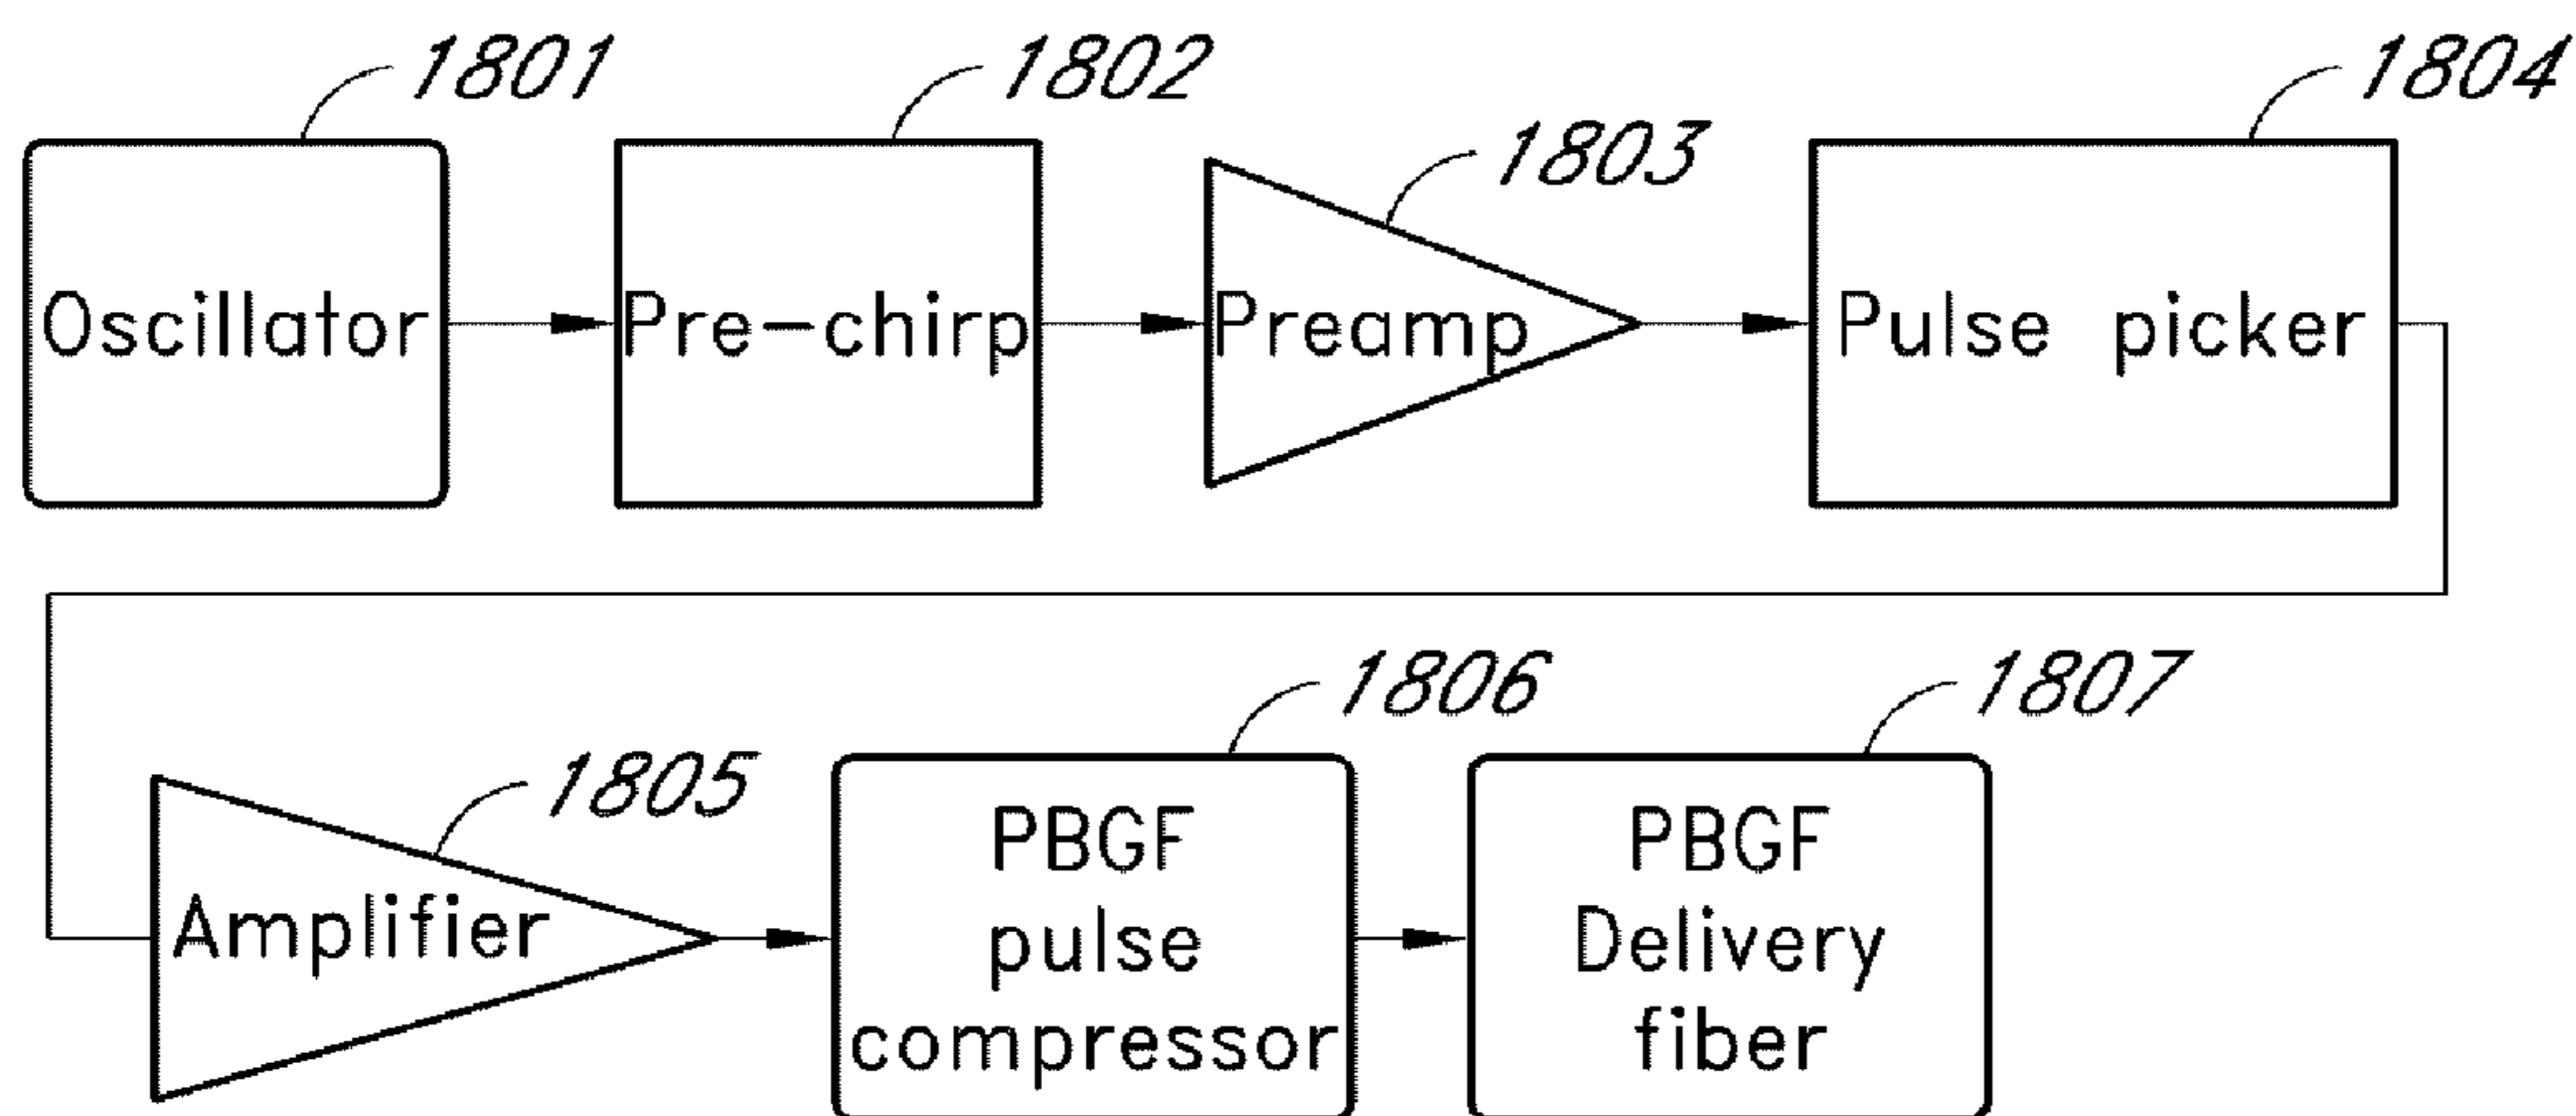 1801
1802
1803
1804
Oscillator
Pre-chirp
Preamp
Pulse picker
1805
1806
1807
Amplifier
PBGF
pulse
compressor
PBGF
Delivery
fiber